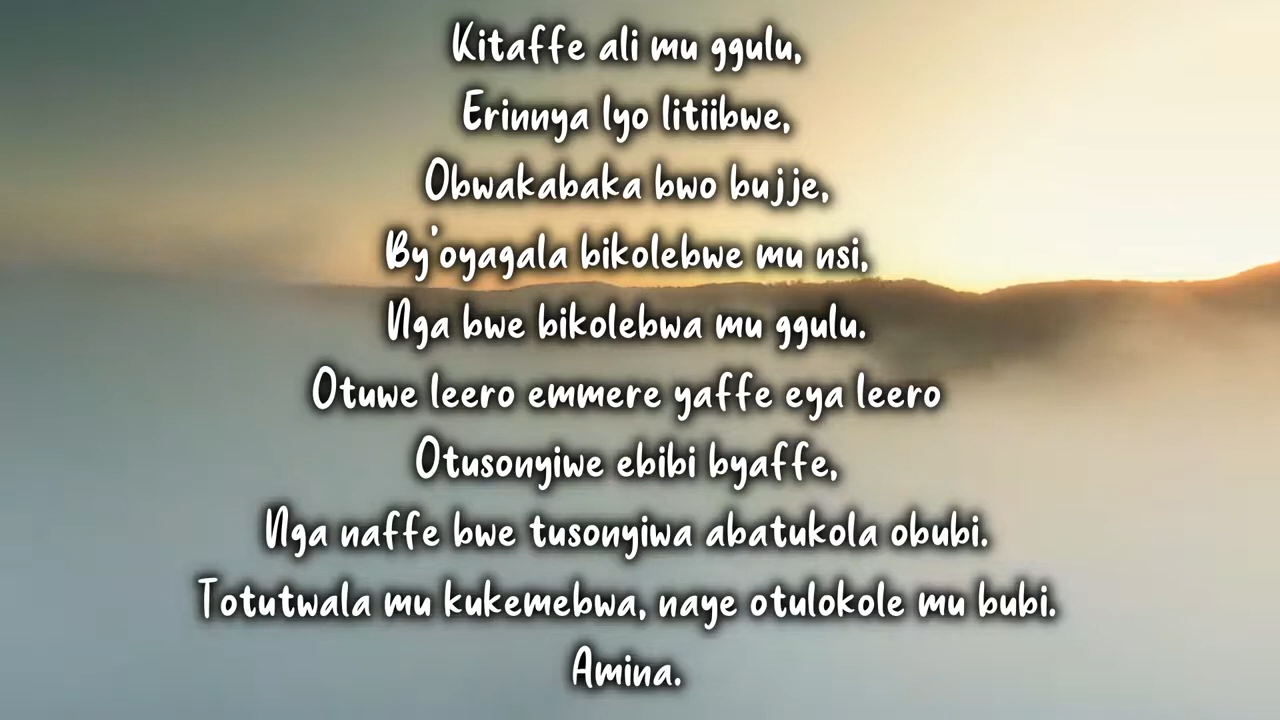 Kitaffe ali mu ggulu,
Erinnya lyo litiibwe,
Obwakabaka bwo bujje,
By'oyagala bikolebwe mu nsi,
Nga bwe bikolebwa mu ggulu.
Otuwe leero emmere yaffe eya leero
Otusonyiwe ebibi byaffe,
Nga naffe bwe tusonyiwa abatukola obubi.
Totutwala mu kukemebwa, naye otulokole mu bubi.
Amina.